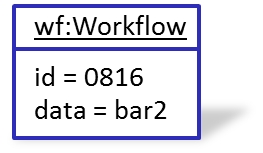 wf:Workflow
id = 0816
data = bar2